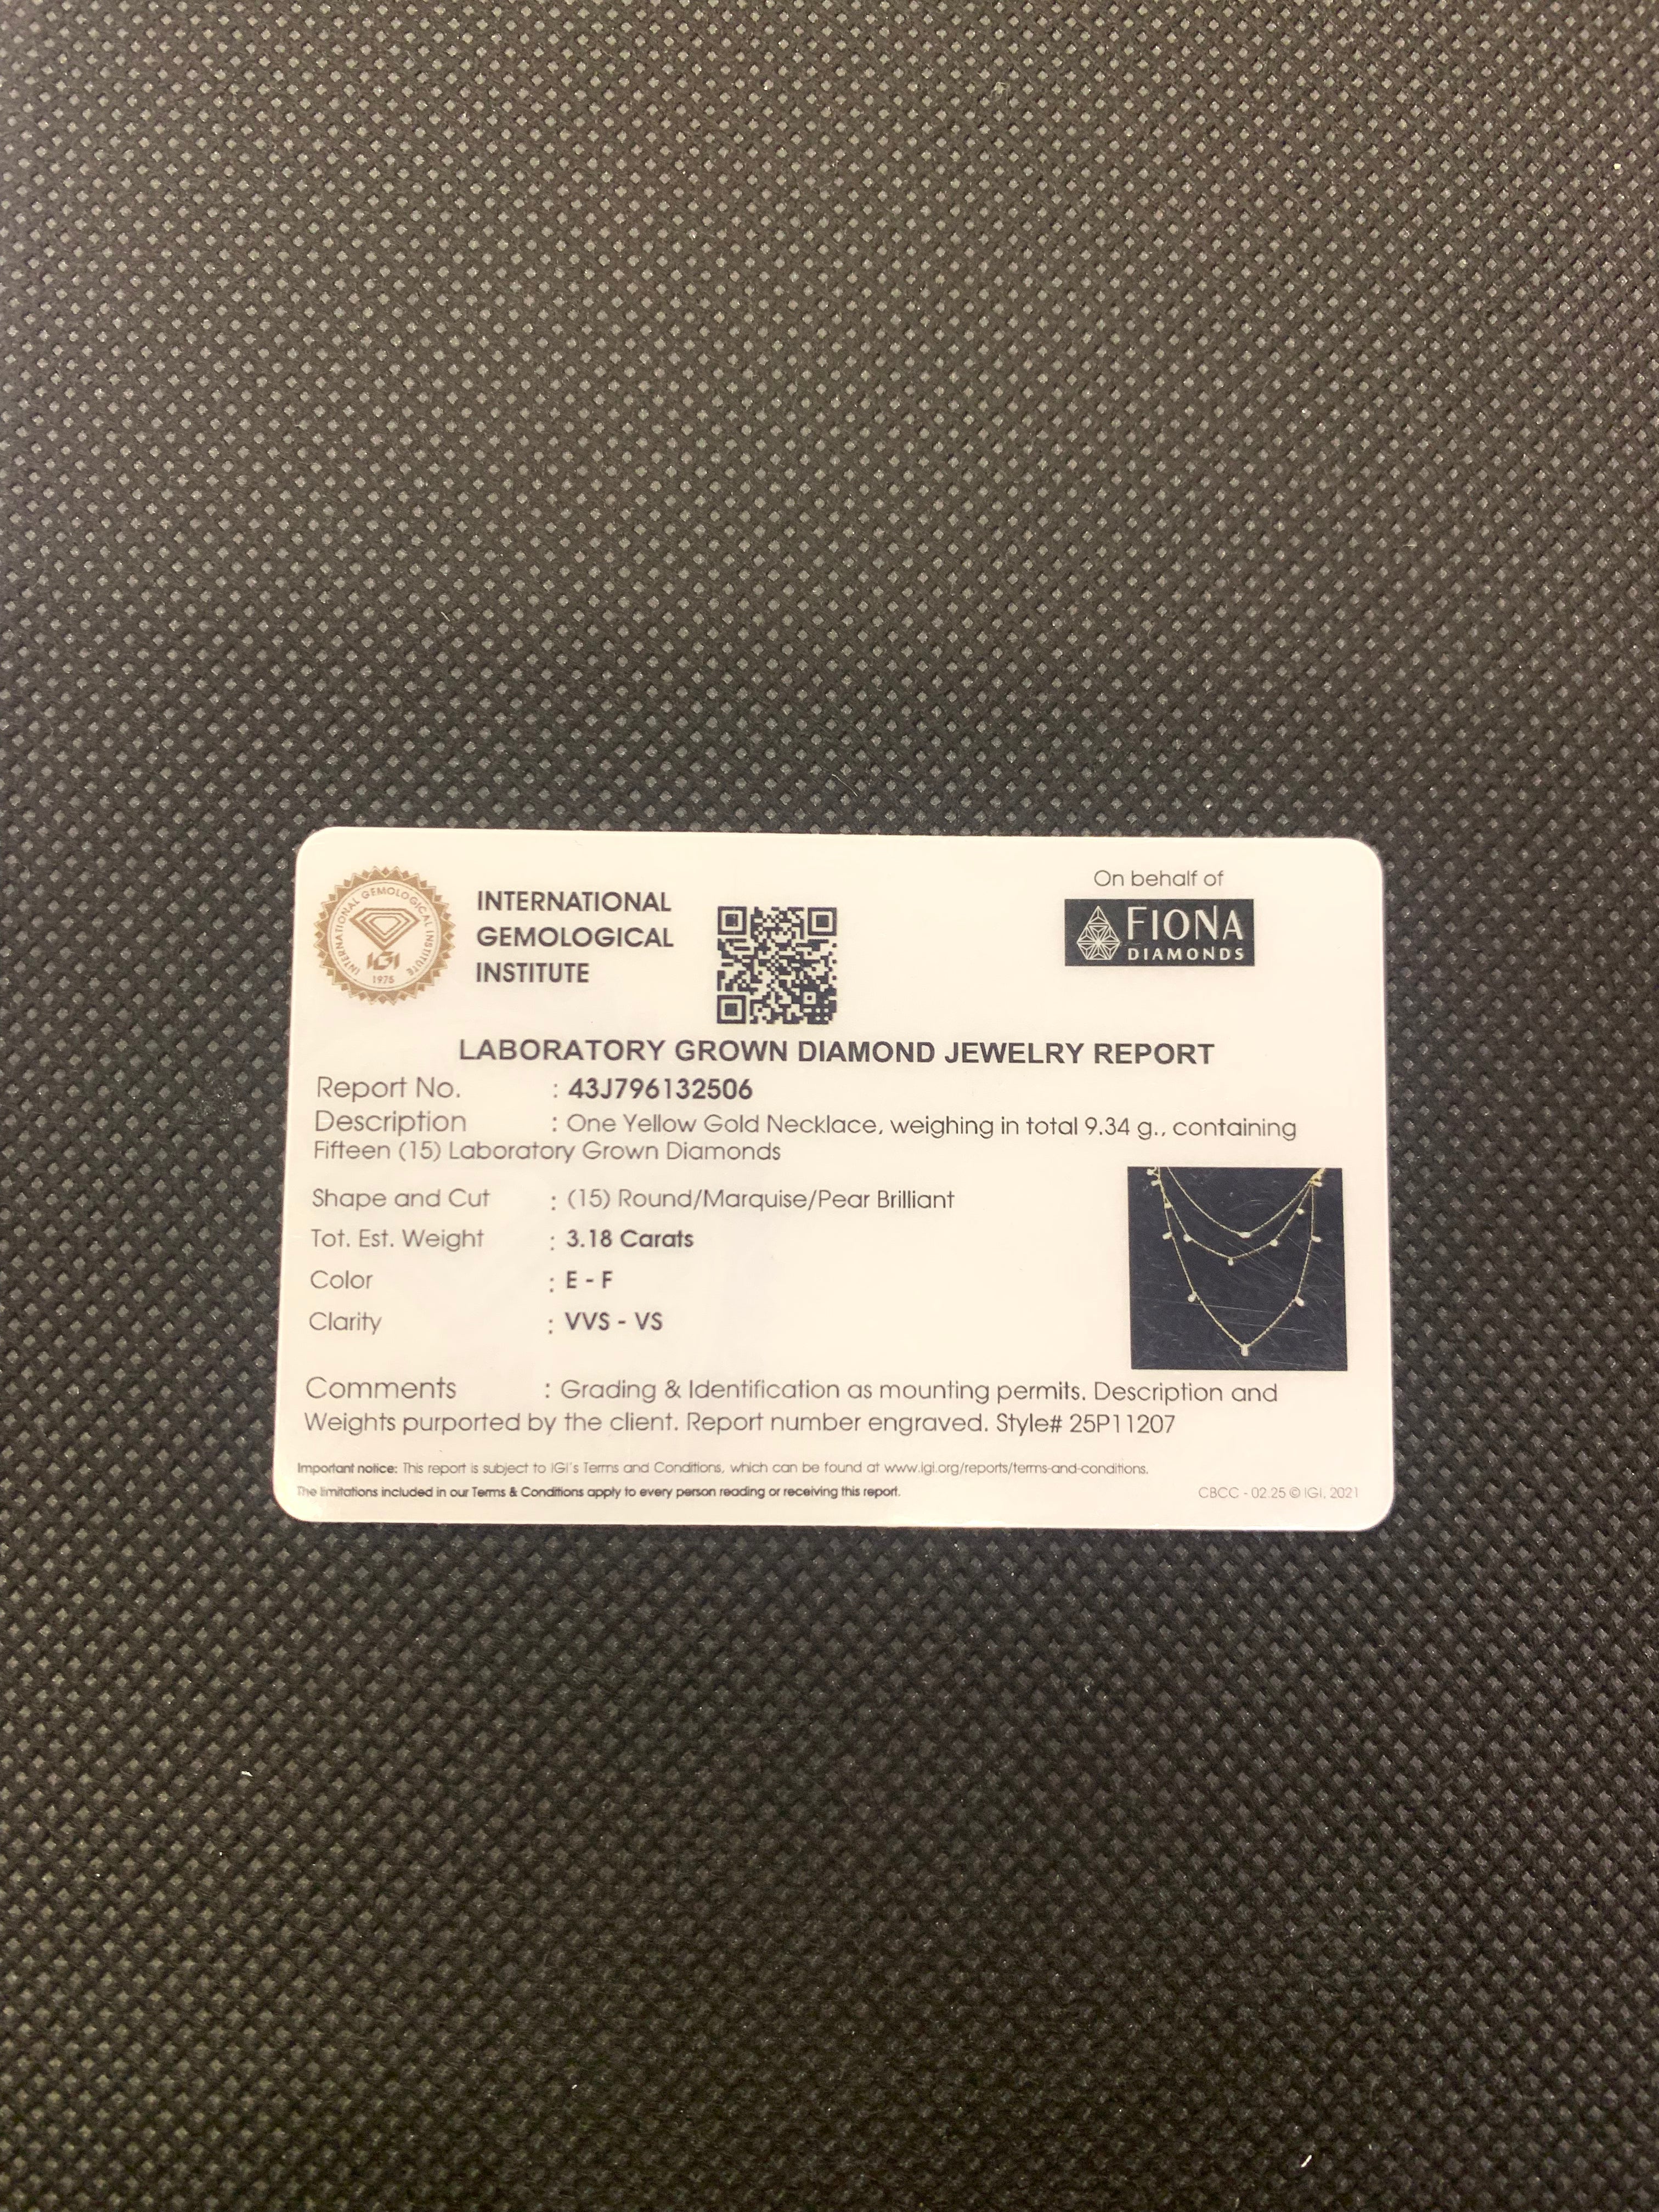 INTERNATIONAL GEMOLOGICAL INSTITUTE
IGI
1975
INTERNATIONAL
GEMOLOGICAL
INSTITUTE
On behalf of
FIONA
DIAMONDS
LABORATORY GROWN DIAMOND JEWELRY REPORT
Report No. : 43J796132506
Description : One Yellow Gold Necklace, weighing in total 9.34 g., containing
Fifteen (15) Laboratory Grown Diamonds
Shape and Cut : (15) Round/Marquise/Pear Brilliant
Tot. Est. Weight : 3.18 Carats
Color : E - F
Clarity : VVS - VS
Comments : Grading & Identification as mounting permits. Description and
Weights purported by the client. Report number engraved. Style# 25P11207
Important notice: This report is subject to IGI's Terms and Conditions, which can be found at www.igi.org/reports/terms-and-conditions.
The limitations included in our Terms & Conditions apply to every person reading or receiving this report.
CBCC - 02.25 © IGI, 2021